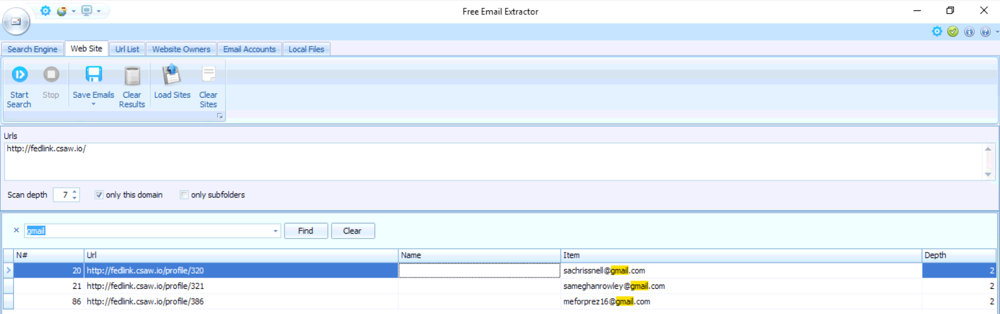 Free Email Extractor
Search Engine Web Site Url List Website Owners Email Accounts Local Files
Start Search Stop Save Emails Clear Results Load Sites Clear Sites
Urls
http://fedlink.csaw.io/
Scan depth 7 only this domain only subfolders
gmail Find Clear
N# Url Name Item Depth
20 http://fedlink.csaw.io/profile/320 sachrissnell@gmail.com 2
21 http://fedlink.csaw.io/profile/321 sameghanrowley@gmail.com 2
86 http://fedlink.csaw.io/profile/386 meforprez16@gmail.com 2